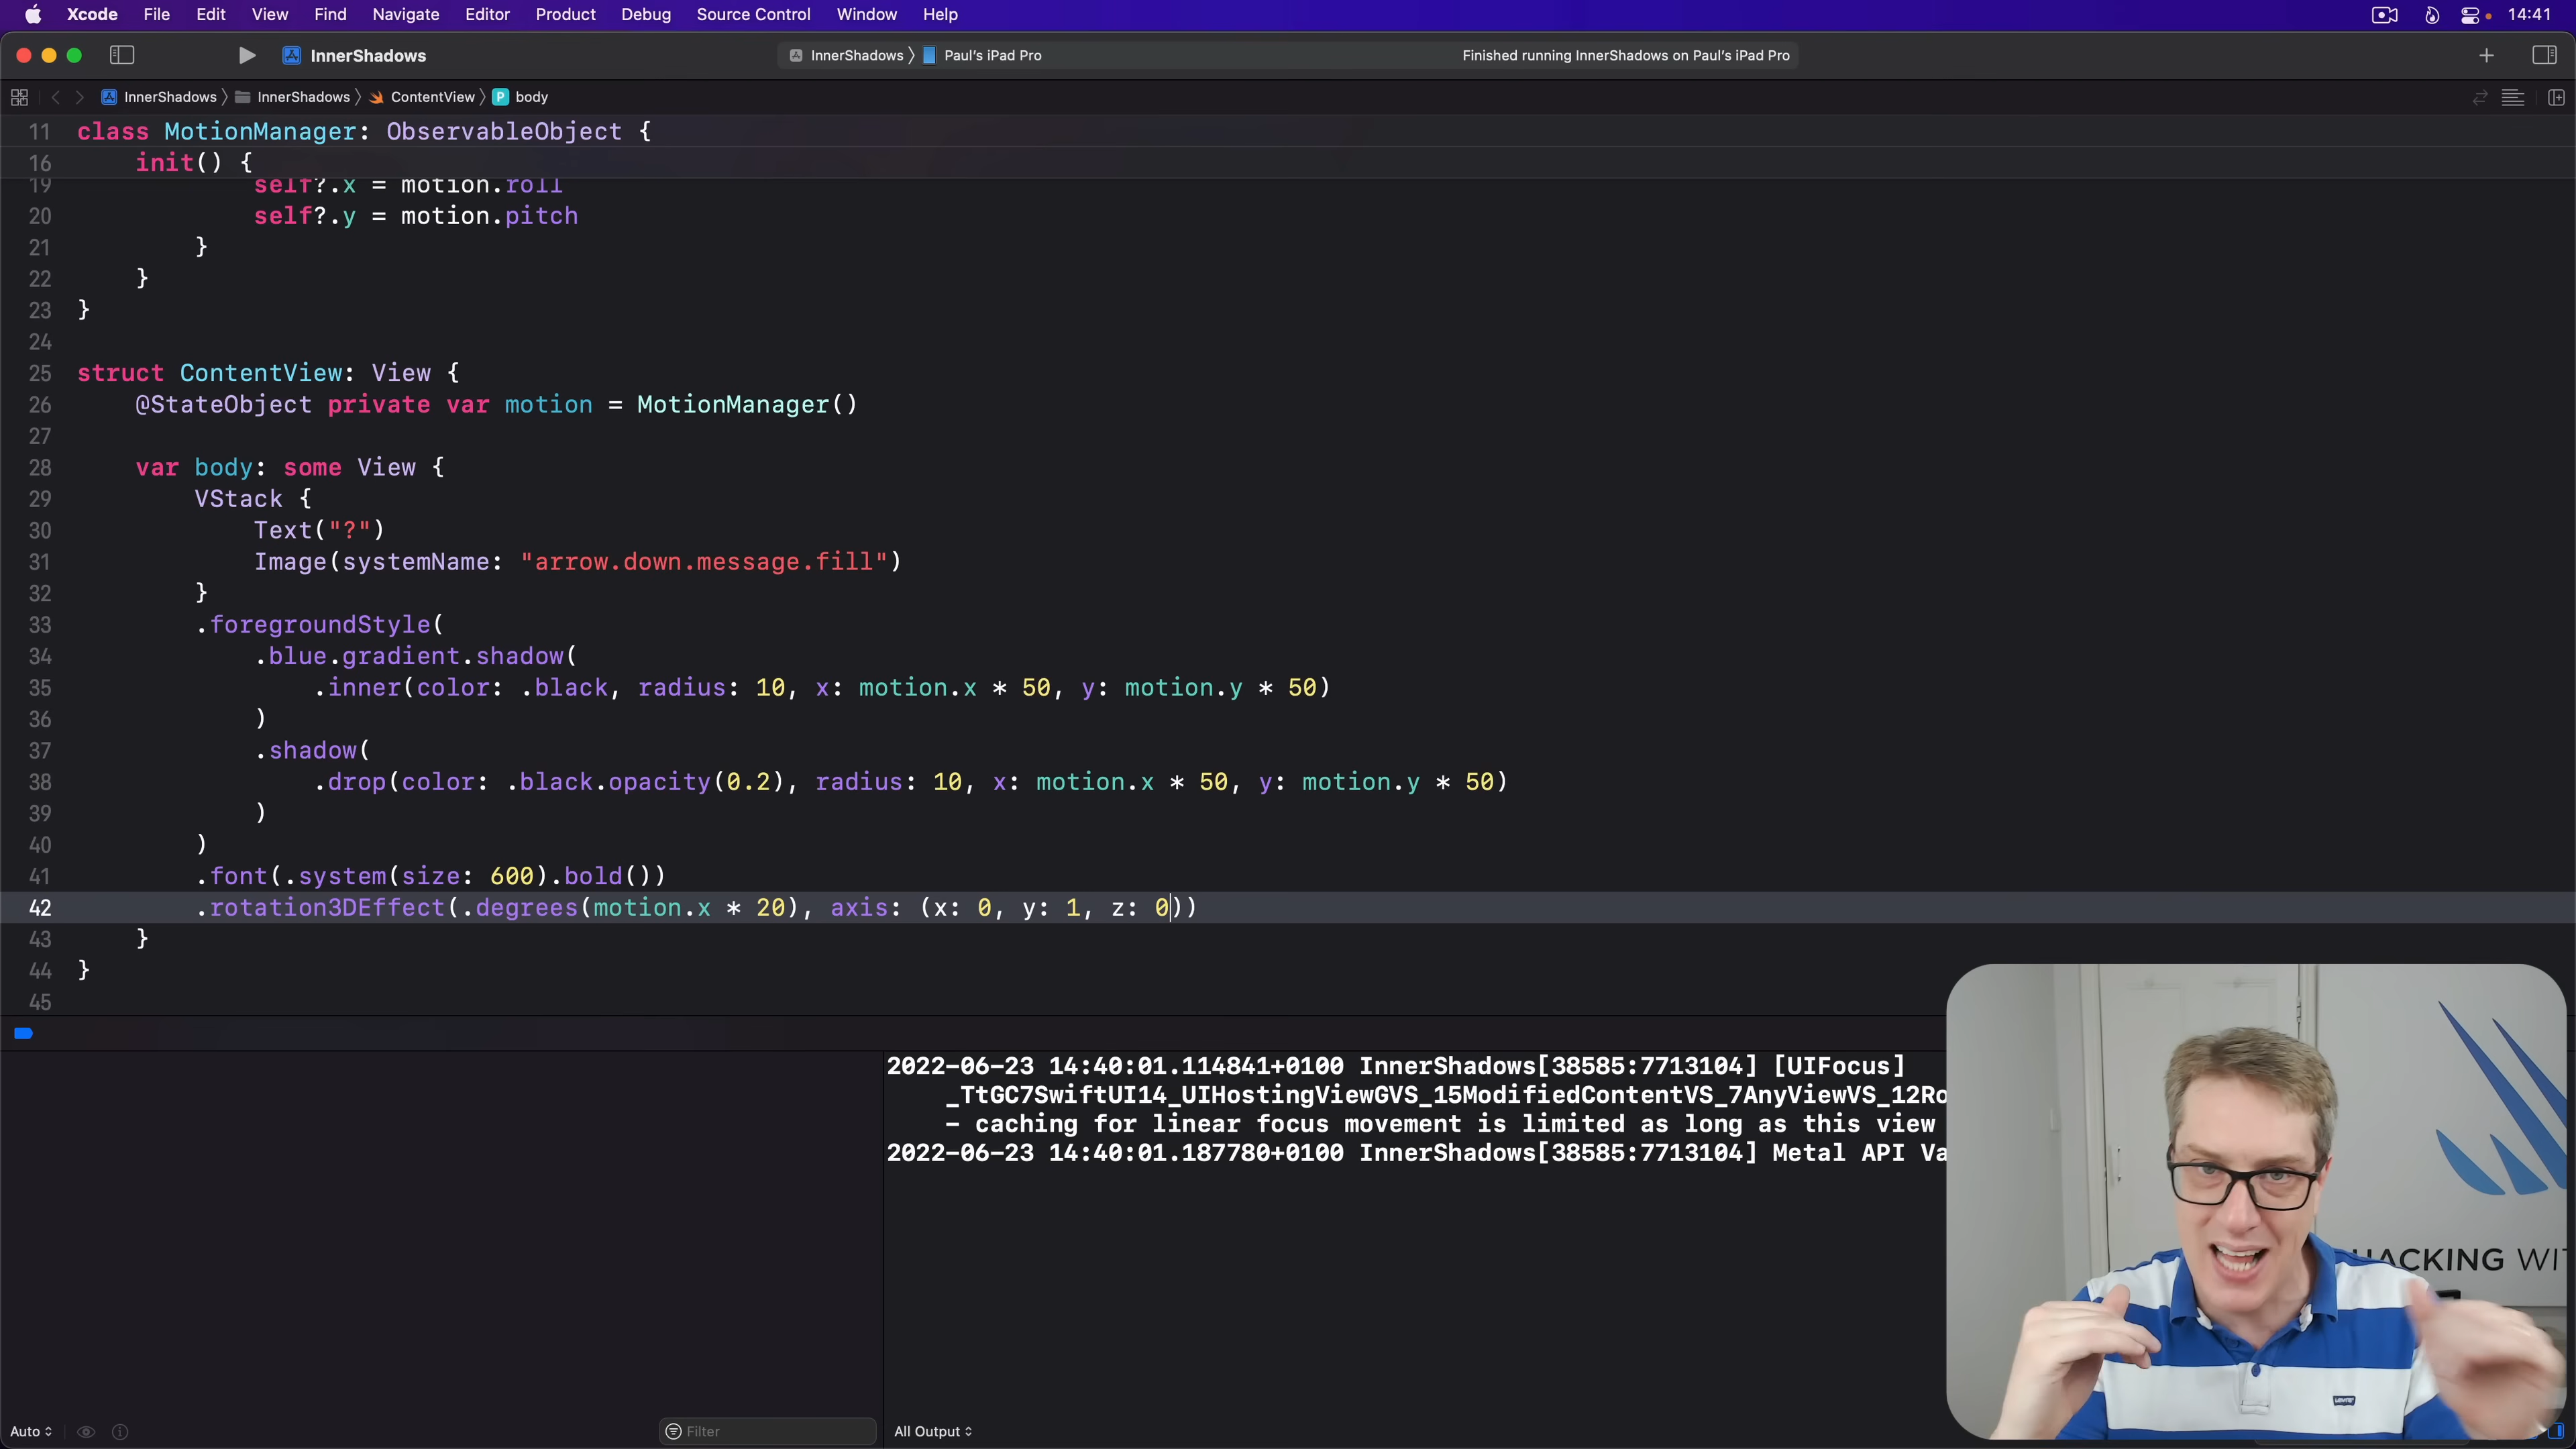 Xcode File Edit View Find Navigate Editor Product Debug Source Control Window Help 14:41
InnerShadows InnerShadows Paul's iPad Pro Finished running InnerShadows on Paul's iPad Pro
InnerShadows InnerShadows ContentView P body
11 class MotionManager: ObservableObject {
16 init() {
19 self?.x = motion.roll
20 self?.y = motion.pitch
21 }
22 }
23 }
24
25 struct ContentView: View {
26 @StateObject private var motion = MotionManager()
27
28 var body: some View {
29 VStack {
30 Text("?")
31 Image(systemName: "arrow.down.message.fill")
32 }
33 .foregroundStyle(
34 .blue.gradient.shadow(
35 .inner(color: .black, radius: 10, x: motion.x * 50, y: motion.y * 50)
36 )
37 .shadow(
38 .drop(color: .black.opacity(0.2), radius: 10, x: motion.x * 50, y: motion.y * 50)
39 )
40 )
41 .font(.system(size: 600).bold())
42 .rotation3DEffect(.degrees(motion.x * 20), axis: (x: 0, y: 1, z: 0))
43 }
44 }
45
2022-06-23 14:40:01.114841+0100 InnerShadows[38585:7713104] [UIFocus]
_TtGC7SwiftUI14_UIHostingViewGVS_15ModifiedContentVS_7AnyViewVS_12Ro
- caching for linear focus movement is limited as long as this view
2022-06-23 14:40:01.187780+0100 InnerShadows[38585:7713104] Metal API Va
HACKING WI
Auto Filter All Output